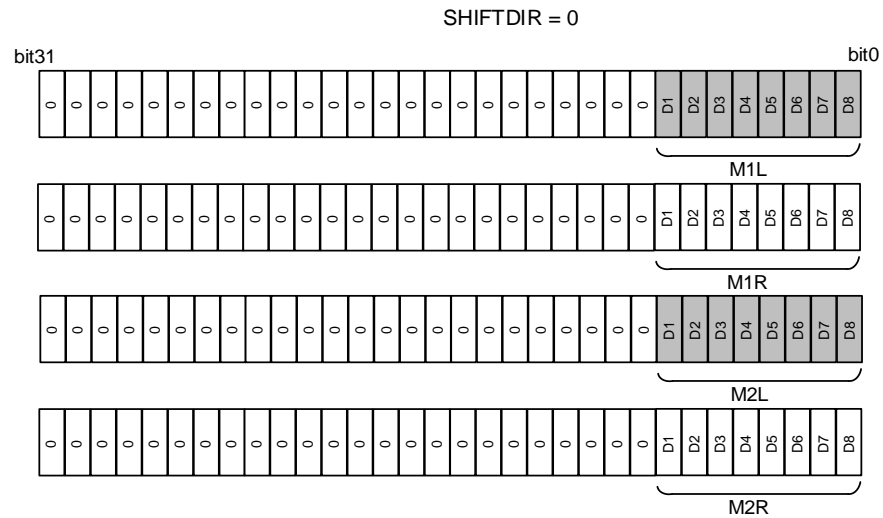 SHIFTDIR = 0
bit31 bit0
0 0 0 0 0 0 0 0 0 0 0 0 0 0 0 0 0 0 0 0 0 0 0 0 D1 D2 D3 D4 D5 D6 D7 D8
M1L
0 0 0 0 0 0 0 0 0 0 0 0 0 0 0 0 0 0 0 0 0 0 0 0 D1 D2 D3 D4 D5 D6 D7 D8
M1R
0 0 0 0 0 0 0 0 0 0 0 0 0 0 0 0 0 0 0 0 0 0 0 0 D1 D2 D3 D4 D5 D6 D7 D8
M2L
0 0 0 0 0 0 0 0 0 0 0 0 0 0 0 0 0 0 0 0 0 0 0 0 D1 D2 D3 D4 D5 D6 D7 D8
M2R